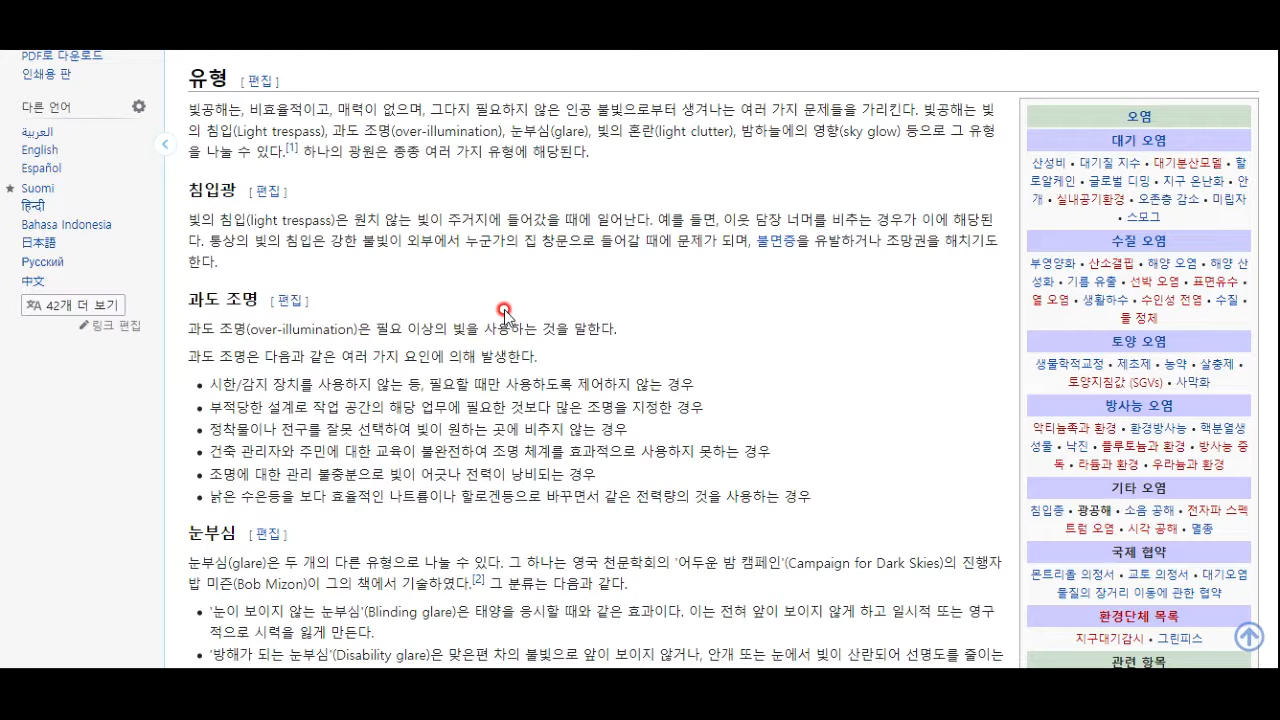 PDF로 다운로드
인쇄용 판
다른 언어
العربية
English
Español
Suomi
हिन्दी
Bahasa Indonesia
日本語
Русский
中文
42개 더 보기
링크 편집
유형 [ 편집 ]
빛공해는, 비효율적이고, 매력이 없으며, 그다지 필요하지 않은 인공 불빛으로부터 생겨나는 여러 가지 문제들을 가리킨다. 빛공해는 빛
의 침입(Light trespass), 과도 조명(over-illumination), 눈부심(glare), 빛의 혼란(light clutter), 밤하늘에의 영향(sky glow) 등으로 그 유형
을 나눌 수 있다.[1] 하나의 광원은 종종 여러 가지 유형에 해당된다.
침입광 [ 편집 ]
빛의 침입(light trespass)은 원치 않는 빛이 주거지에 들어갔을 때에 일어난다. 예를 들면, 이웃 담장 너머를 비추는 경우가 이에 해당된
다. 통상의 빛의 침입은 강한 불빛이 외부에서 누군가의 집 창문으로 들어갈 때에 문제가 되며, 불면증을 유발하거나 조망권을 해치기도
한다.
과도 조명 [ 편집 ]
과도 조명(over-illumination)은 필요 이상의 빛을 사용하는 것을 말한다.
과도 조명은 다음과 같은 여러 가지 요인에 의해 발생한다.
• 시한/감지 장치를 사용하지 않는 등, 필요할 때만 사용하도록 제어하지 않는 경우
• 부적당한 설계로 작업 공간의 해당 업무에 필요한 것보다 많은 조명을 지정한 경우
• 정착물이나 전구를 잘못 선택하여 빛이 원하는 곳에 비추지 않는 경우
• 건축 관리자와 주민에 대한 교육이 불완전하여 조명 체계를 효과적으로 사용하지 못하는 경우
• 조명에 대한 관리 불충분으로 빛이 어긋나 전력이 낭비되는 경우
• 낡은 수은등을 보다 효율적인 나트륨이나 할로겐등으로 바꾸면서 같은 전력량의 것을 사용하는 경우
눈부심 [ 편집 ]
눈부심(glare)은 두 개의 다른 유형으로 나눌 수 있다. 그 하나는 영국 천문학회의 '어두운 밤 캠페인'(Campaign for Dark Skies)의 진행자
밥 미즌(Bob Mizon)이 그의 책에서 기술하였다.[2] 그 분류는 다음과 같다.
• '눈이 보이지 않는 눈부심'(Blinding glare)은 태양을 응시할 때와 같은 효과이다. 이는 전혀 앞이 보이지 않게 하고 일시적 또는 영구
적으로 시력을 잃게 만든다.
• '방해가 되는 눈부심'(Disability glare)은 맞은편 차의 불빛으로 앞이 보이지 않거나, 안개 또는 눈에서 빛이 산란되어 선명도를 줄이는
오염
대기 오염
산성비 • 대기질 지수 • 대기분산모델 • 할
로알케인 • 글로벌 디밍 • 지구 온난화 • 안
개 • 실내공기환경 • 오존층 감소 • 미립자
• 스모그
수질 오염
부영양화 • 산소결핍 • 해양 오염 • 해양 산
성화 • 기름 유출 • 선박 오염 • 표면유수 •
열 오염 • 생활하수 • 수인성 전염 • 수질 •
물 정체
토양 오염
생물학적교정 • 제초제 • 농약 • 살충제 •
토양지침값 (SGVs) • 사막화
방사능 오염
악티늄족과 환경 • 환경방사능 • 핵분열생
성물 • 낙진 • 플루토늄과 환경 • 방사능 중
독 • 라듐과 환경 • 우라늄과 환경
기타 오염
침입종 • 광공해 • 소음 공해 • 전자파 스펙
트럼 오염 • 시각 공해 • 멸종
국제 협약
몬트리올 의정서 • 교토 의정서 • 대기오염
물질의 장거리 이동에 관한 협약
환경단체 목록
지구대기감시 • 그린피스
관련 항목